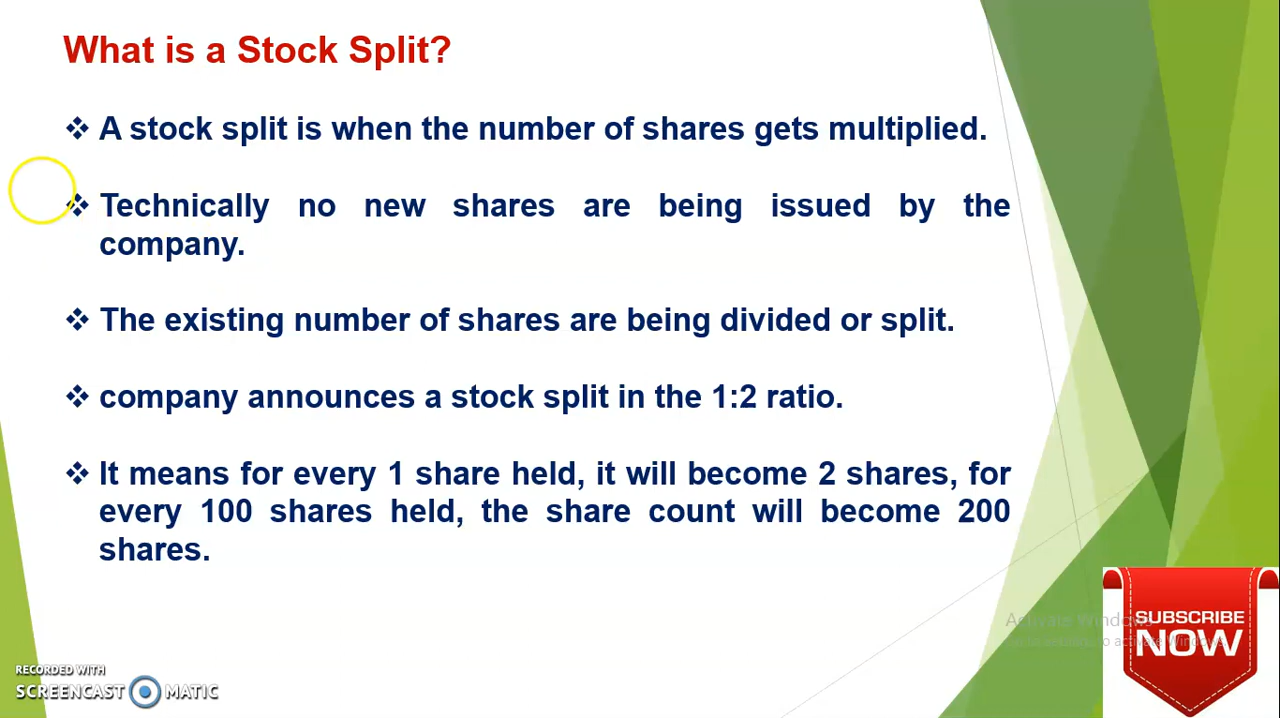 What is a Stock Split?
A stock split is when the number of shares gets multiplied.
Technically no new shares are being issued by the
company.
The existing number of shares are being divided or split.
company announces a stock split in the 1:2 ratio.
It means for every 1 share held, it will become 2 shares, for
every 100 shares held, the share count will become 200
shares.
Activate Windows
SUBSCRIBE
NOW
RECORDED WITH
SCREENCAST MATIC